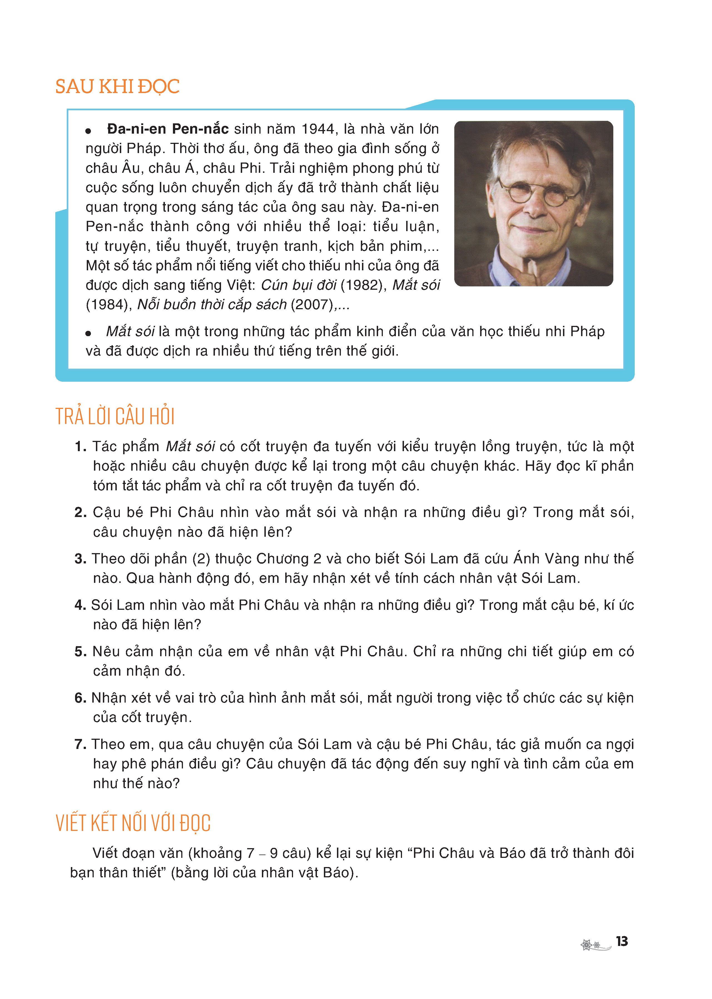 SAU KHI ĐỌC
• Đa-ni-en Pen-nắc sinh năm 1944, là nhà văn lớn
người Pháp. Thời thơ ấu, ông đã theo gia đình sống ở
châu Âu, châu Á, châu Phi. Trải nghiệm phong phú từ
cuộc sống luôn chuyển dịch ấy đã trở thành chất liệu
quan trọng trong sáng tác của ông sau này. Đa-ni-en
Pen-nắc thành công với nhiều thể loại: tiểu luận,
tự truyện, tiểu thuyết, truyện tranh, kịch bản phim,...
Một số tác phẩm nổi tiếng viết cho thiếu nhi của ông đã
được dịch sang tiếng Việt: Cún bụi đời (1982), Mắt sói
(1984), Nỗi buồn thời cắp sách (2007),...
• Mắt sói là một trong những tác phẩm kinh điển của văn học thiếu nhi Pháp
và đã được dịch ra nhiều thứ tiếng trên thế giới.
TRẢ LỜI CÂU HỎI
1. Tác phẩm Mắt sói có cốt truyện đa tuyến với kiểu truyện lồng truyện, tức là một
hoặc nhiều câu chuyện được kể lại trong một câu chuyện khác. Hãy đọc kĩ phần
tóm tắt tác phẩm và chỉ ra cốt truyện đa tuyến đó.
2. Cậu bé Phi Châu nhìn vào mắt sói và nhận ra những điều gì? Trong mắt sói,
câu chuyện nào đã hiện lên?
3. Theo dõi phần (2) thuộc Chương 2 và cho biết Sói Lam đã cứu Ánh Vàng như thế
nào. Qua hành động đó, em hãy nhận xét về tính cách nhân vật Sói Lam.
4. Sói Lam nhìn vào mắt Phi Châu và nhận ra những điều gì? Trong mắt cậu bé, kí ức
nào đã hiện lên?
5. Nêu cảm nhận của em về nhân vật Phi Châu. Chỉ ra những chi tiết giúp em có
cảm nhận đó.
6. Nhận xét về vai trò của hình ảnh mắt sói, mắt người trong việc tổ chức các sự kiện
của cốt truyện.
7. Theo em, qua câu chuyện của Sói Lam và cậu bé Phi Châu, tác giả muốn ca ngợi
hay phê phán điều gì? Câu chuyện đã tác động đến suy nghĩ và tình cảm của em
như thế nào?
VIẾT KẾT NỐI VỚI ĐỌC
Viết đoạn văn (khoảng 7 – 9 câu) kể lại sự kiện “Phi Châu và Báo đã trở thành đôi
bạn thân thiết” (bằng lời của nhân vật Báo).
13